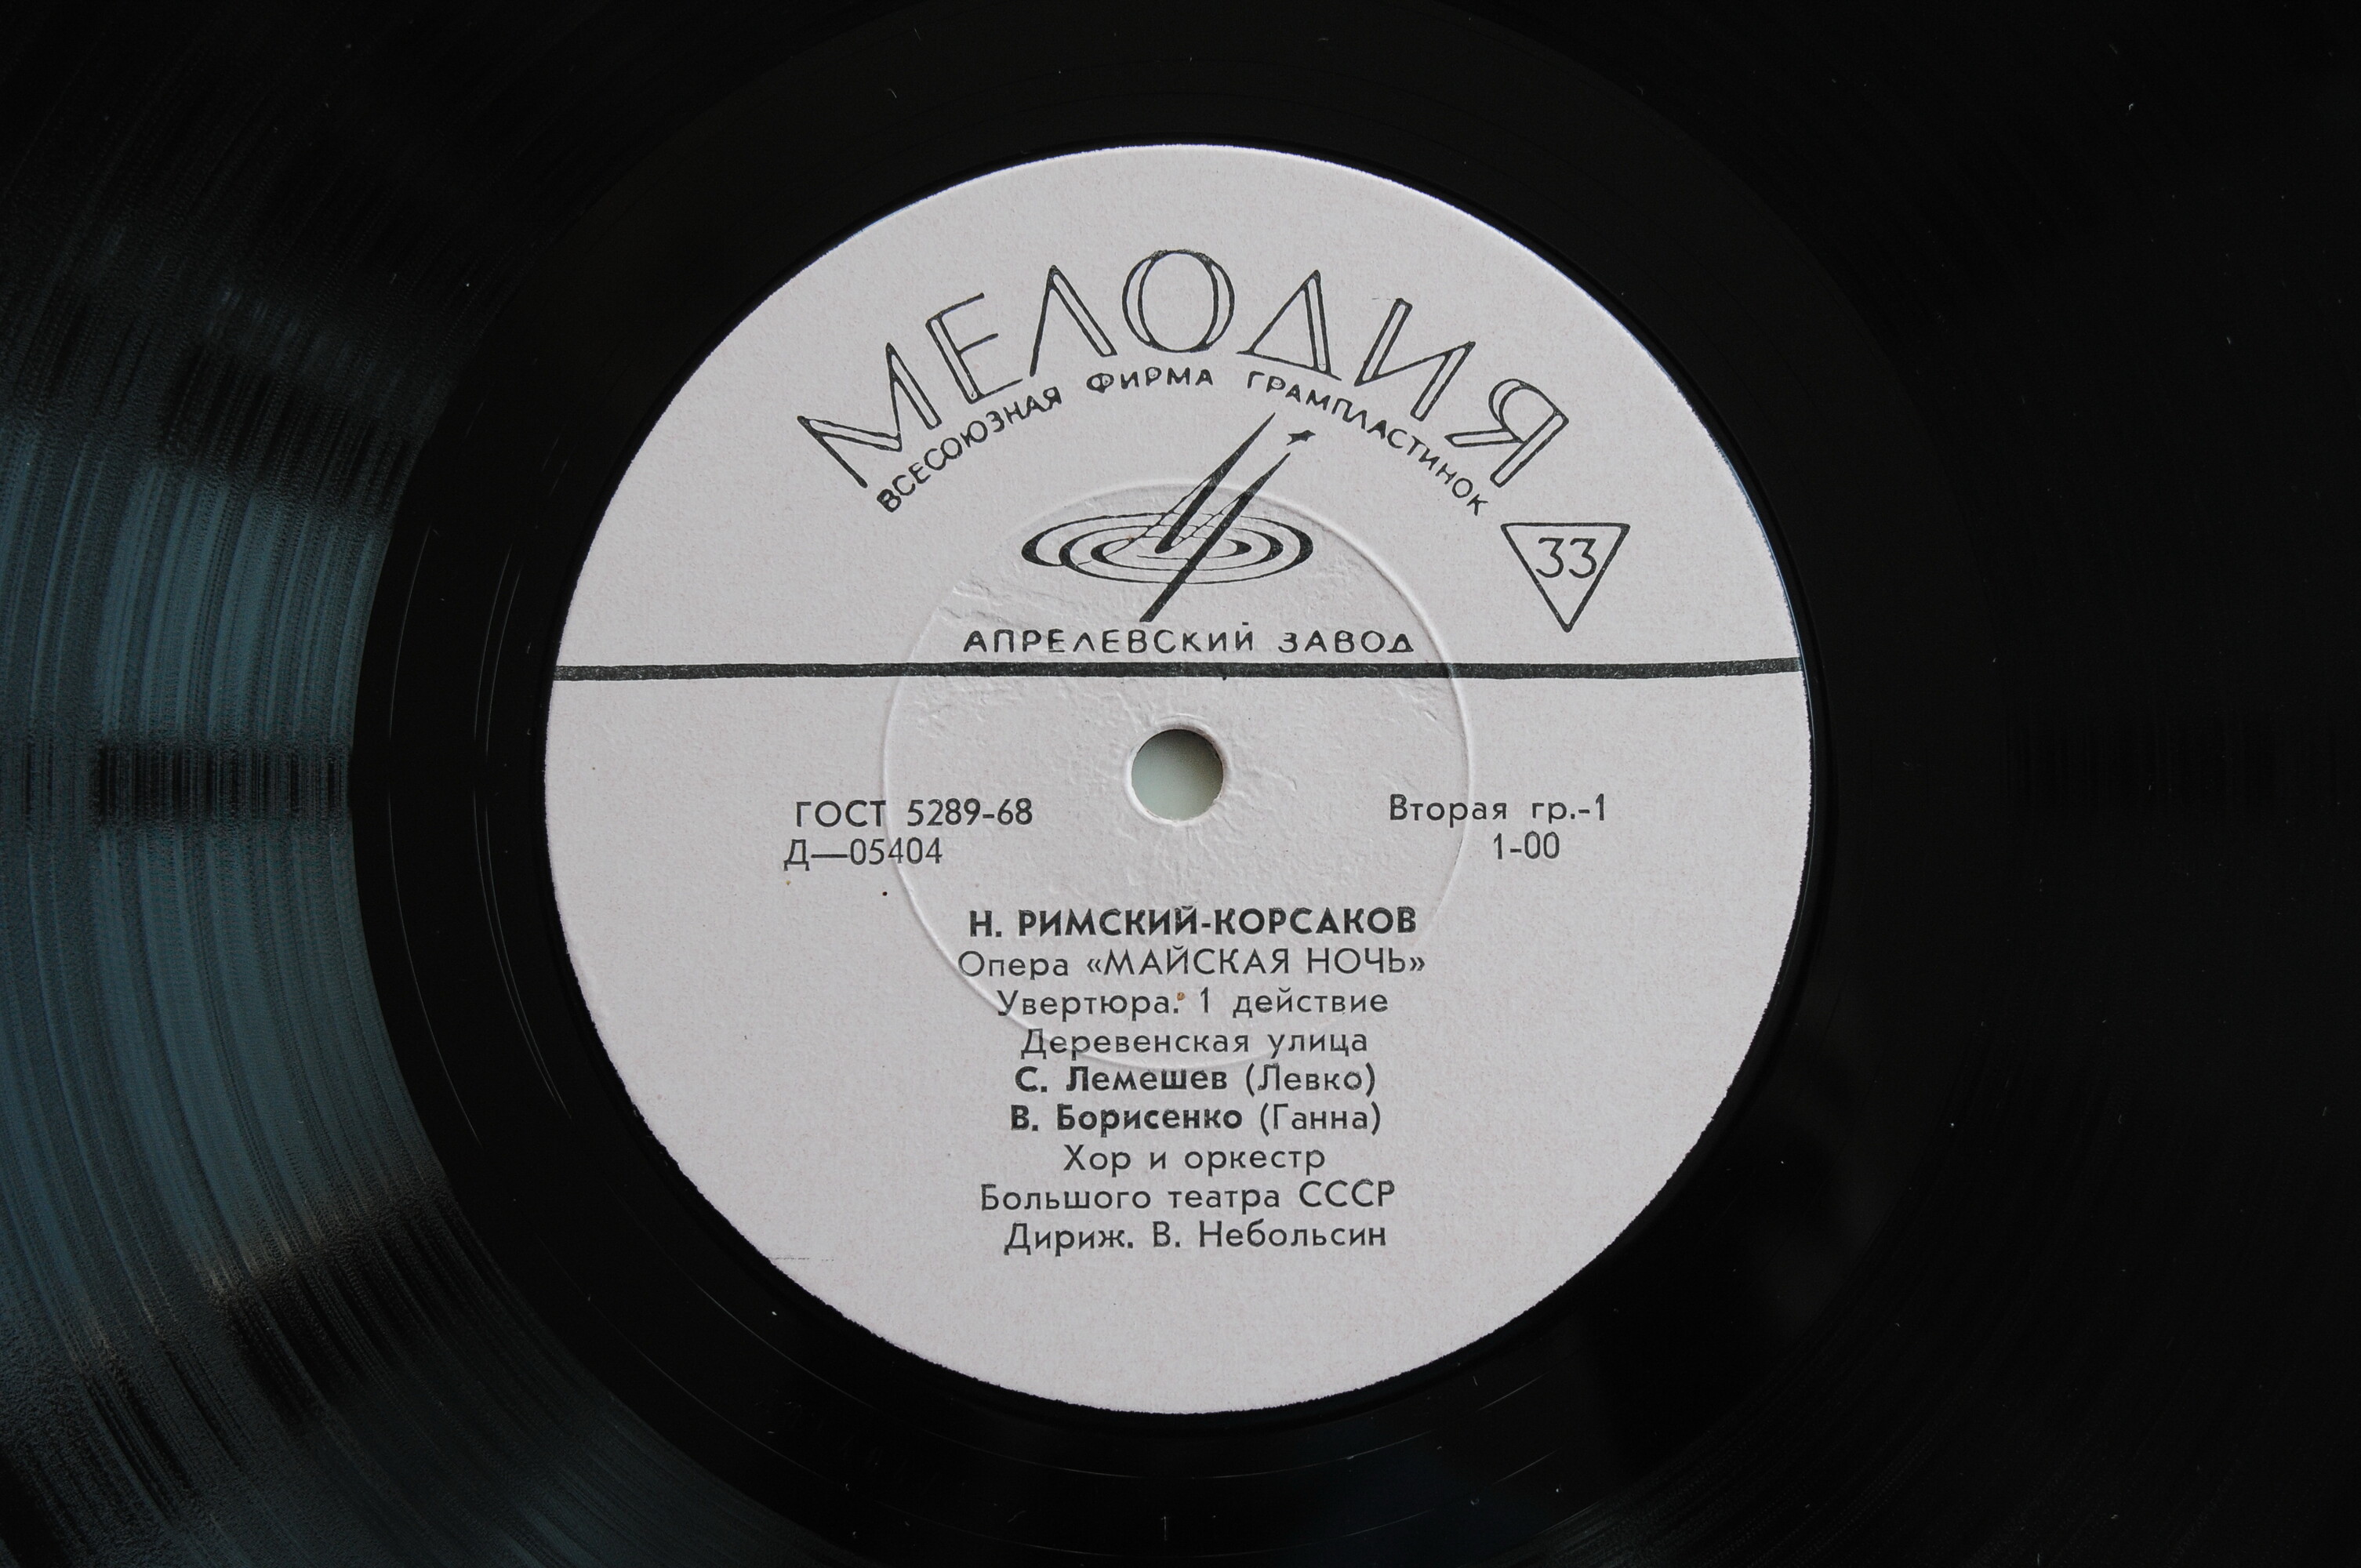 МЕЛОДИЯ
ВСЕСОЮЗНАЯ ФИРМА ГРАМПЛАСТИНОК
33
АПРЕЛЕВСКИЙ ЗАВОД
ГОСТ 5289-68
Д—05404
Вторая гр.-1
1-00
Н. РИМСКИЙ-КОРСАКОВ
Опера «МАЙСКАЯ НОЧЬ»
Увертюра. 1 действие
Деревенская улица
С. Лемешев (Левко)
В. Борисенко (Ганна)
Хор и оркестр
Большого театра СССР
Дириж. В. Небольсин